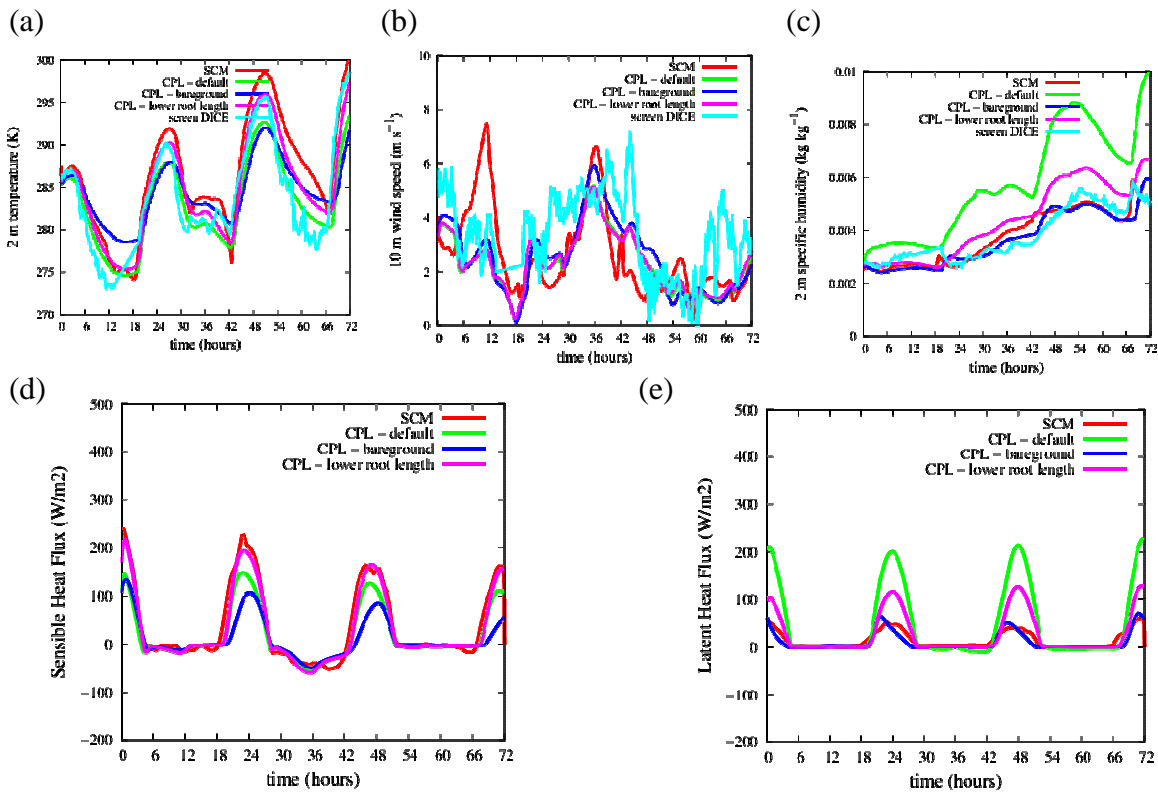 (a)
300
295
290
285
280
275
270
2 m temperature (K)
SCM
CPL – default
CPL – bareground
CPL – lower root length
screen DICE
0 6 12 18 24 30 36 42 48 54 60 66 72
time (hours)
(b)
10
8
6
4
2
0
10 m wind speed (m s⁻¹)
SCM
CPL – default
CPL – bareground
CPL – lower root length
screen DICE
0 6 12 18 24 30 36 42 48 54 60 66 72
time (hours)
(c)
0.01
0.008
0.006
0.004
0.002
0
2 m specific humidity (kg kg⁻¹)
SCM
CPL – default
CPL – bareground
CPL – lower root length
screen DICE
0 6 12 18 24 30 36 42 48 54 60 66 72
time (hours)
(d)
500
400
300
200
100
0
−100
−200
Sensible Heat Flux (W/m2)
SCM
CPL – default
CPL – bareground
CPL – lower root length
0 6 12 18 24 30 36 42 48 54 60 66 72
time (hours)
(e)
500
400
300
200
100
0
−100
−200
Latent Heat Flux (W/m2)
SCM
CPL – default
CPL – bareground
CPL – lower root length
0 6 12 18 24 30 36 42 48 54 60 66 72
time (hours)